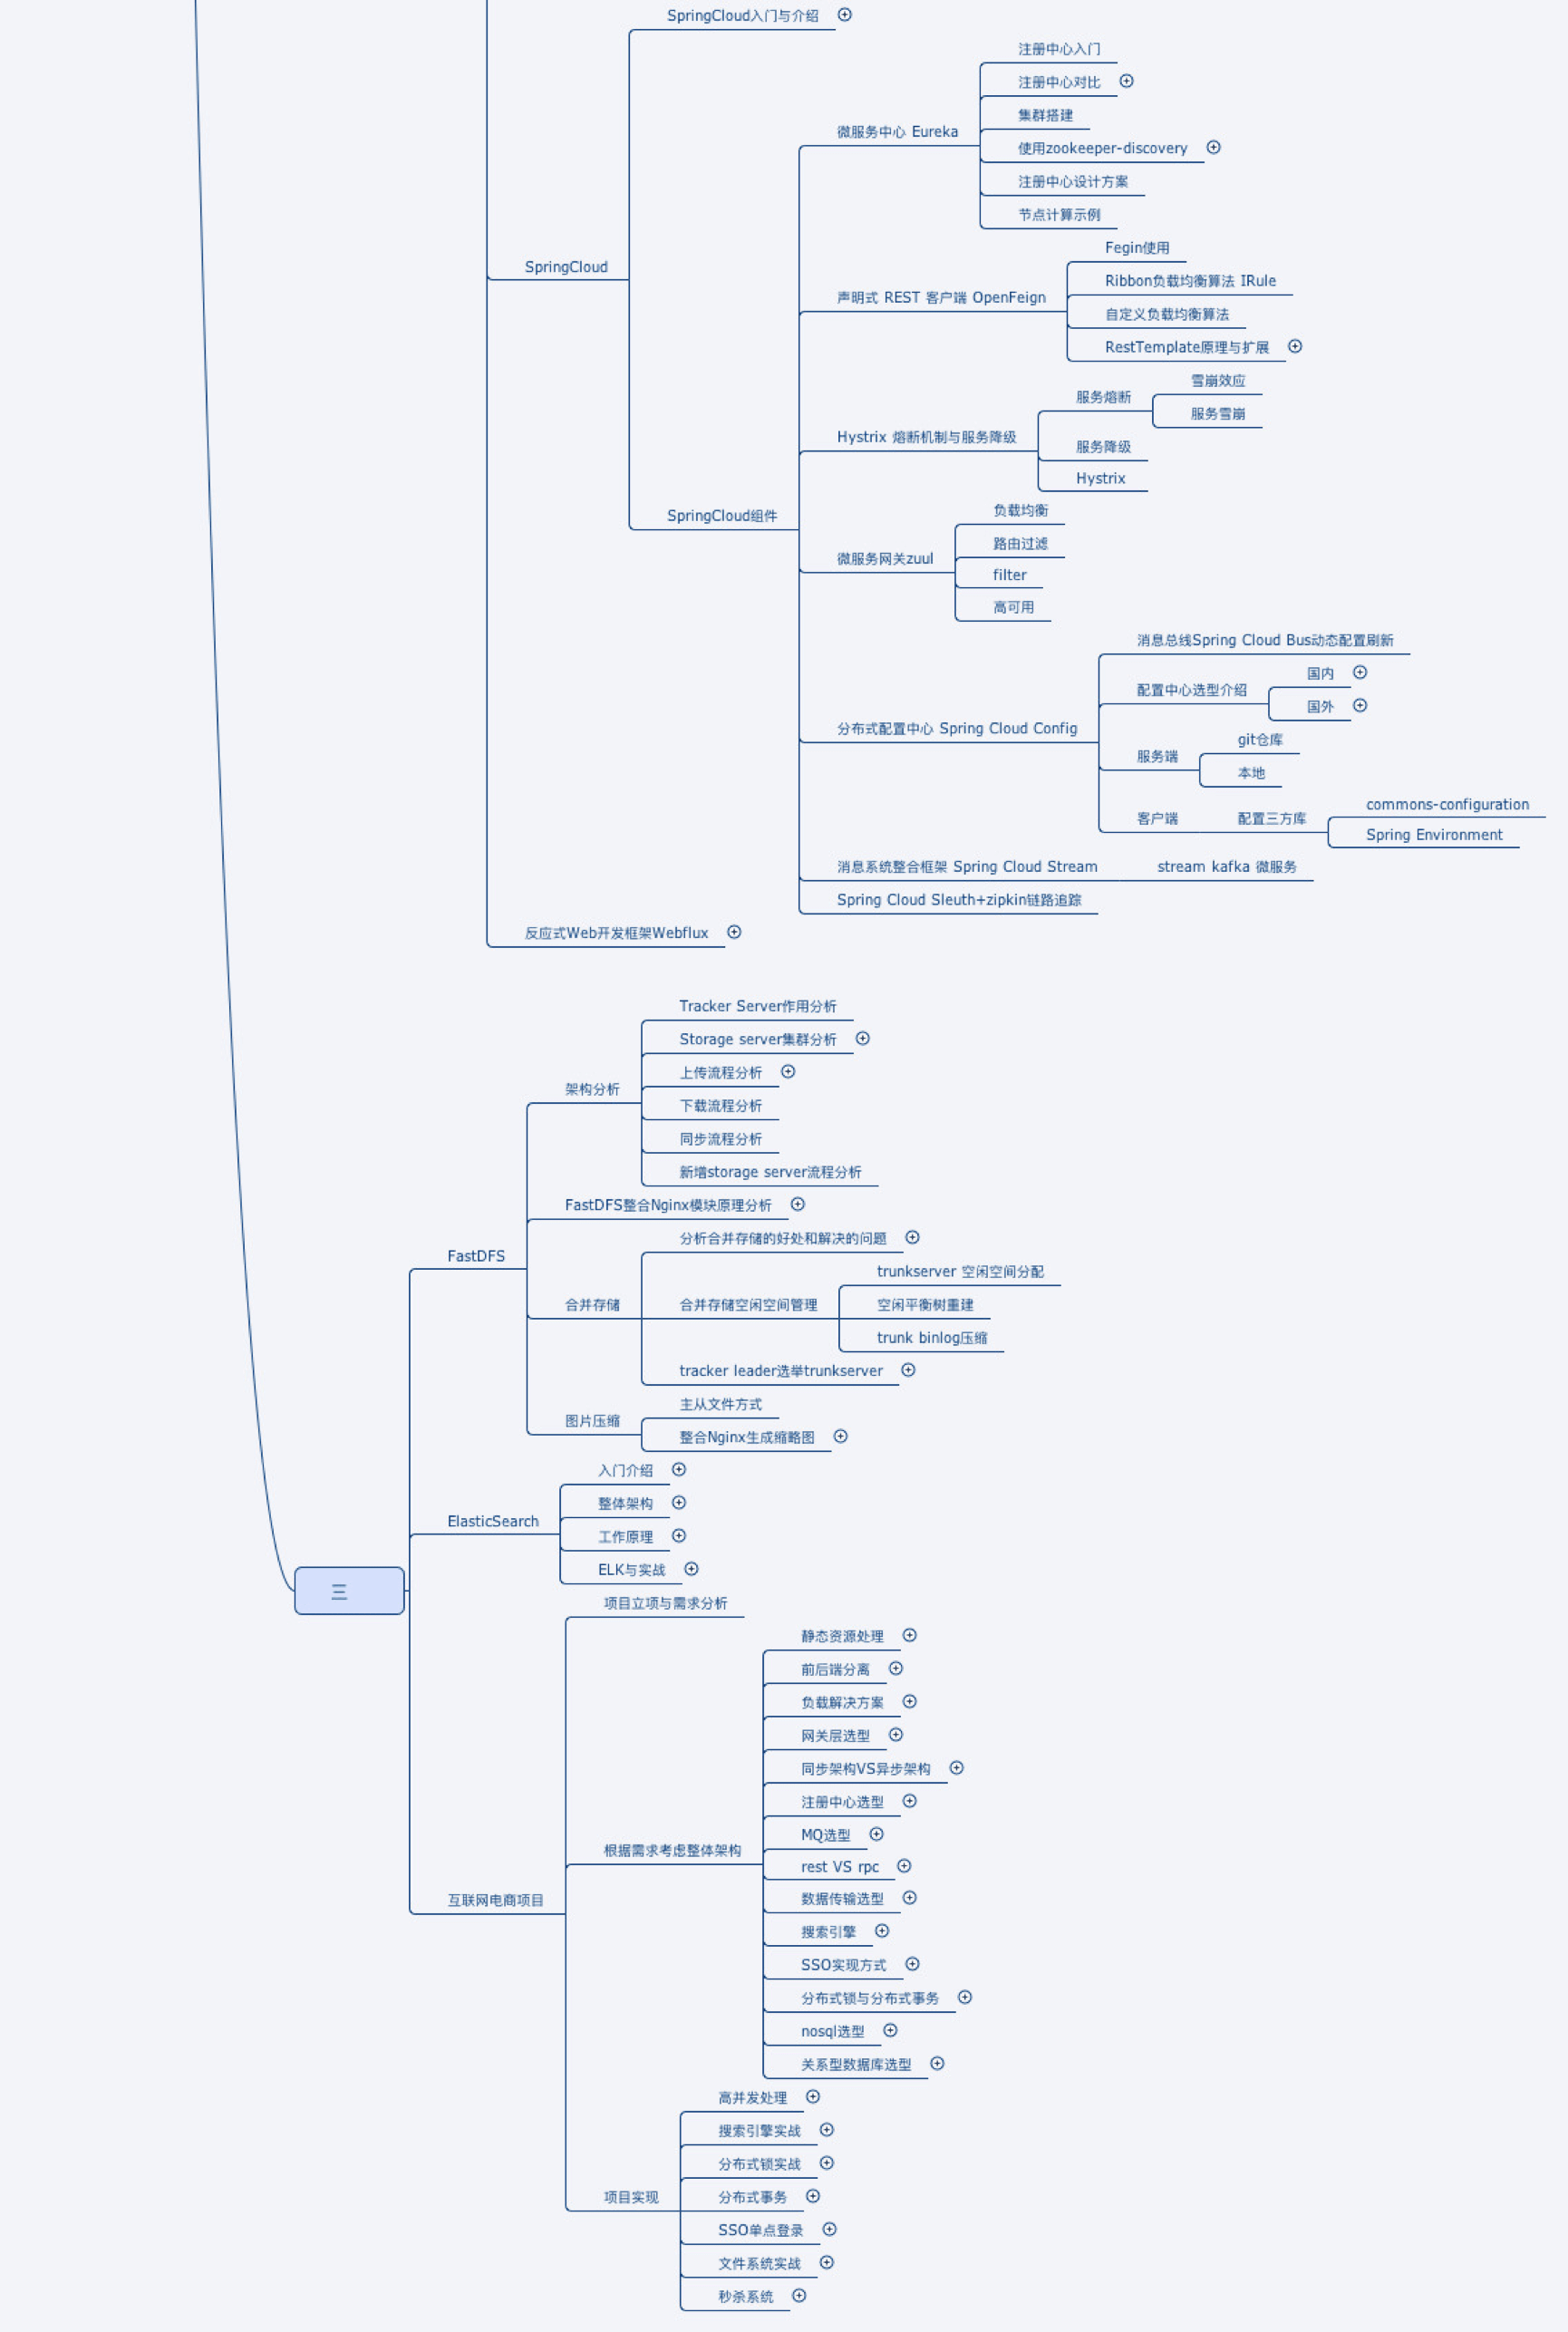 SpringCloud入门与介绍
注册中心入门
注册中心对比
集群搭建
微服务中心 Eureka
使用zookeeper-discovery
注册中心设计方案
节点计算示例
SpringCloud
Fegin使用
Ribbon负载均衡算法 IRule
声明式 REST 客户端 OpenFeign
自定义负载均衡算法
RestTemplate原理与扩展
雪崩效应
服务熔断
服务雪崩
Hystrix 熔断机制与服务降级
服务降级
Hystrix
SpringCloud组件
负载均衡
路由过滤
微服务网关zuul
filter
高可用
消息总线Spring Cloud Bus动态配置刷新
国内
配置中心选型介绍
国外
分布式配置中心 Spring Cloud Config
git仓库
服务端
本地
客户端
配置三方库
commons-configuration
Spring Environment
消息系统整合框架 Spring Cloud Stream
stream kafka 微服务
Spring Cloud Sleuth+zipkin链路追踪
反应式Web开发框架Webflux
Tracker Server作用分析
Storage server集群分析
上传流程分析
架构分析
下载流程分析
同步流程分析
新增storage server流程分析
FastDFS整合Nginx模块原理分析
FastDFS
分析合并存储的好处和解决的问题
trunkserver 空闲空间分配
合并存储
合并存储空闲空间管理
空闲平衡树重建
trunk binlog压缩
tracker leader选举trunkserver
主从文件方式
图片压缩
整合Nginx生成缩略图
入门介绍
整体架构
ElasticSearch
工作原理
ELK与实战
三
项目立项与需求分析
静态资源处理
前后端分离
负载解决方案
网关层选型
同步架构VS异步架构
注册中心选型
MQ选型
根据需求考虑整体架构
rest VS rpc
互联网电商项目
数据传输选型
搜索引擎
SSO实现方式
分布式锁与分布式事务
nosql选型
关系型数据库选型
高并发处理
搜索引擎实战
分布式锁实战
项目实现
分布式事务
SSO单点登录
文件系统实战
秒杀系统